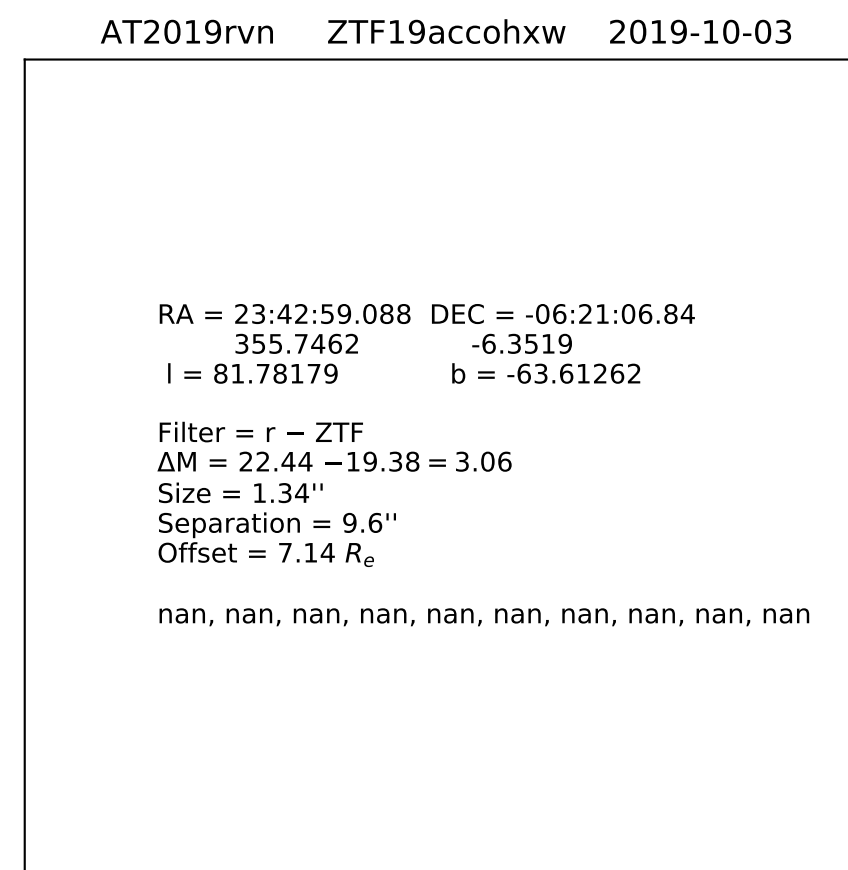 AT2019rvn ZTF19accohxw 2019-10-03
RA = 23:42:59.088 DEC = -06:21:06.84
355.7462 -6.3519
l = 81.78179 b = -63.61262
Filter = r − ZTF
ΔM = 22.44 −19.38 = 3.06
Size = 1.34''
Separation = 9.6''
Offset = 7.14 Re
nan, nan, nan, nan, nan, nan, nan, nan, nan, nan